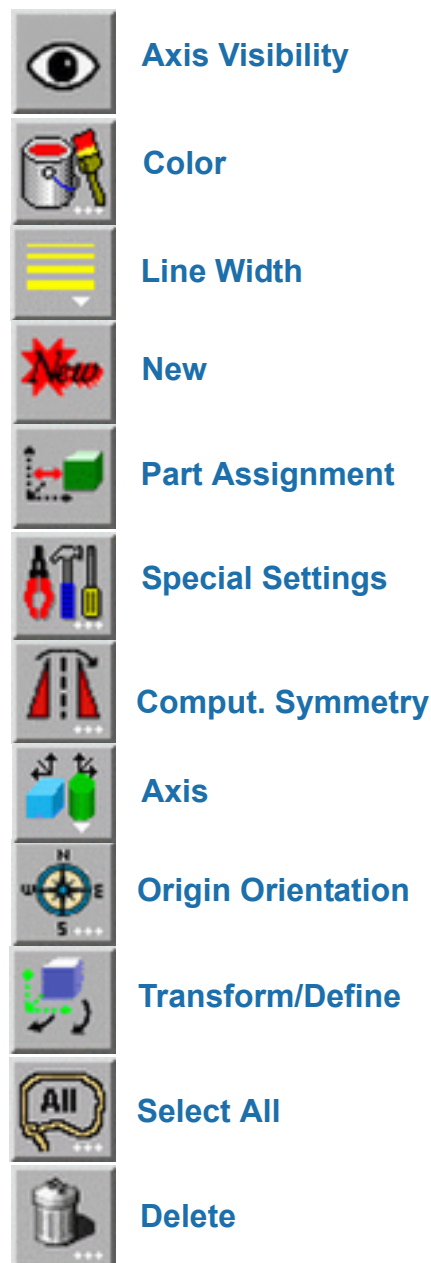 Axis Visibility
Color
Line Width
New
New
Part Assignment
Special Settings
Comput. Symmetry
Axis
N
W E
S
Origin Orientation
Transform/Define
All
Select All
Delete